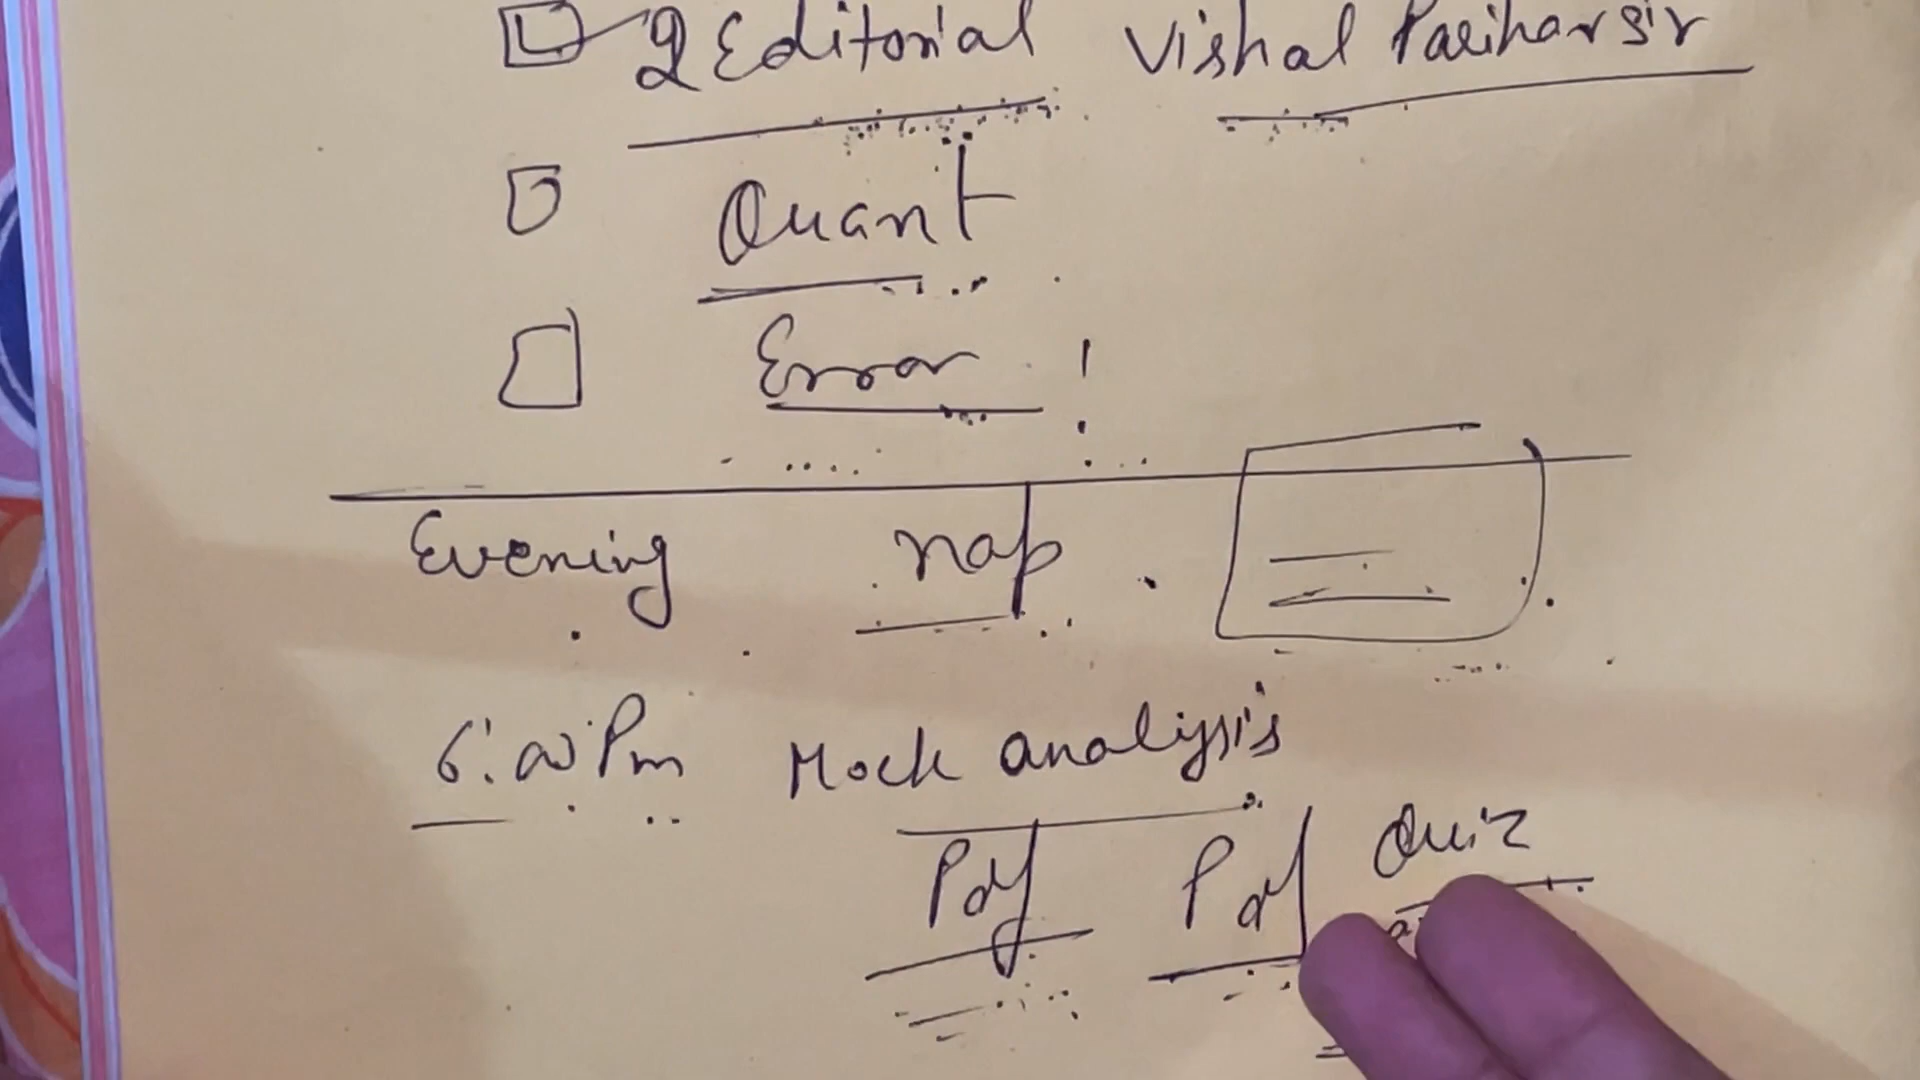 2 Editorial Vishal Parihar sir
Quant
Error !
Evening nap
6:00 Pm Mock analysis
Pdf Pdf Quiz